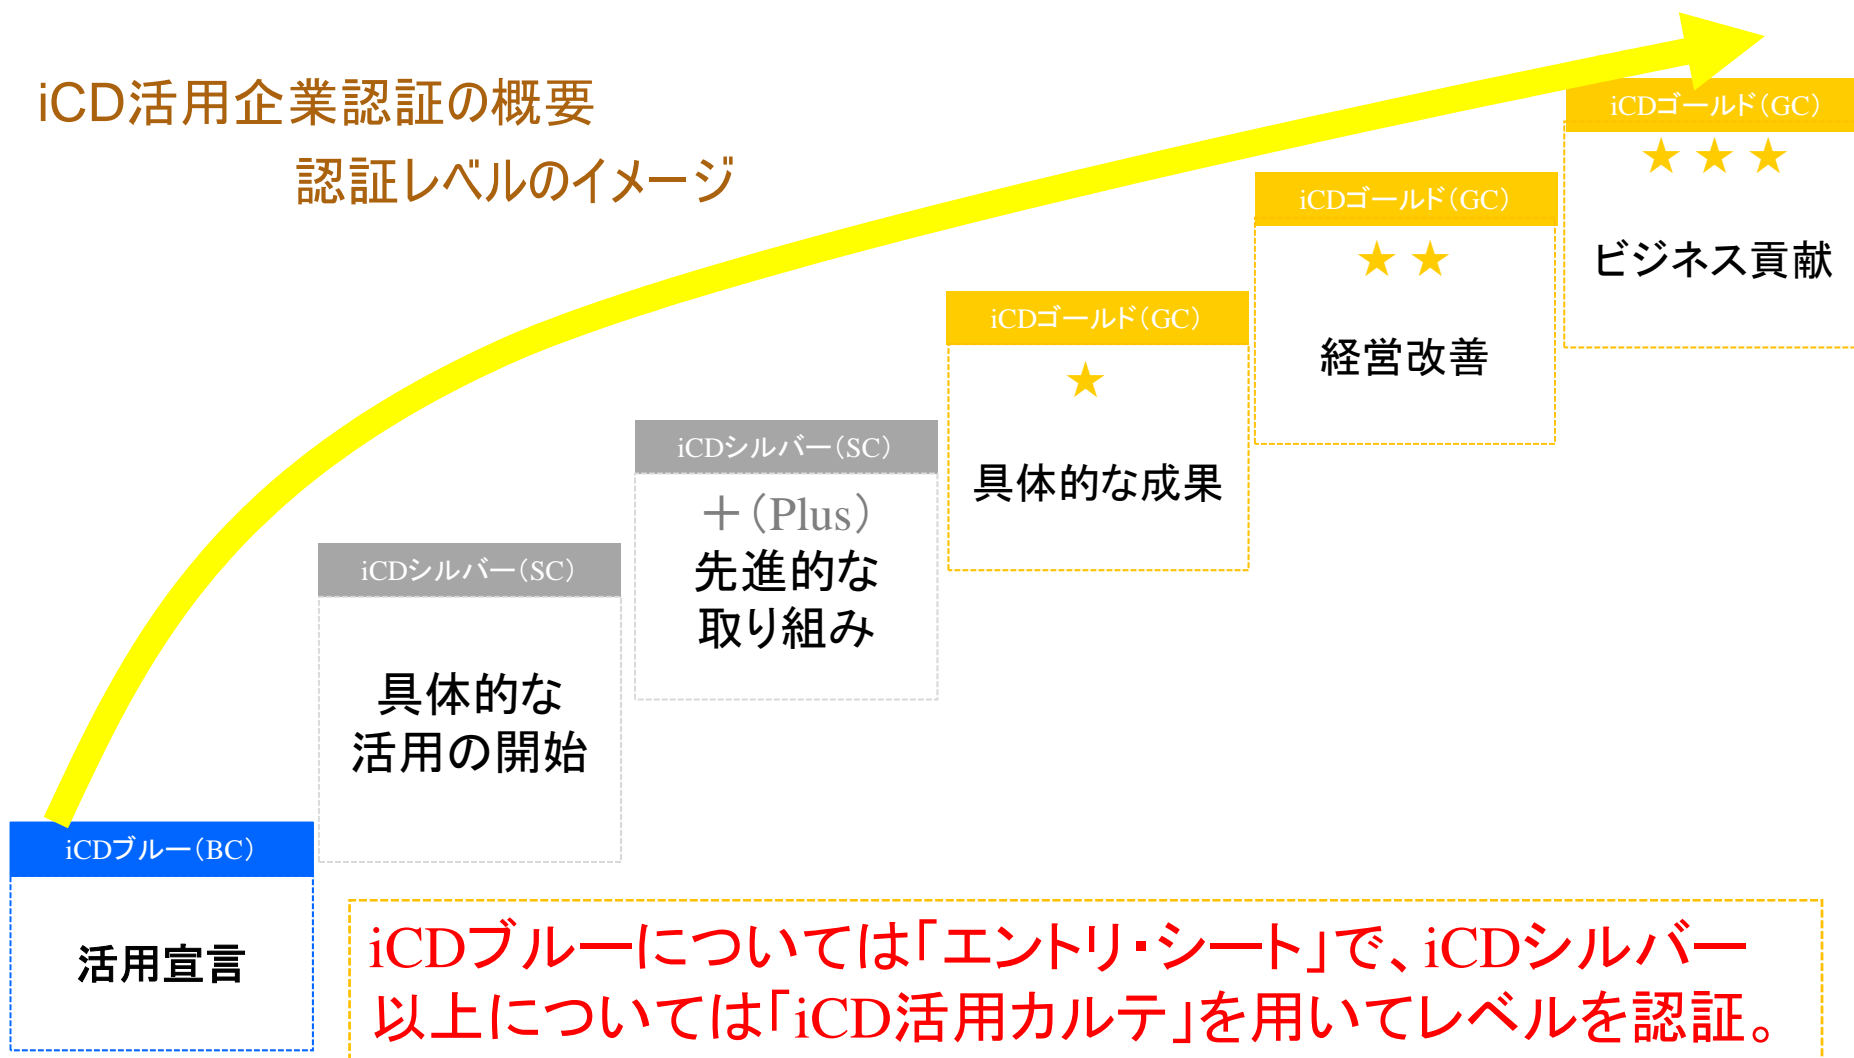 iCD活用企業認証の概要
認証レベルのイメージ
iCDゴールド（GC）
★ ★ ★
ビジネス貢献
iCDゴールド（GC）
★ ★
経営改善
iCDゴールド（GC）
★
具体的な成果
iCDシルバー（SC）
＋（Plus）
先進的な
取り組み
iCDシルバー（SC）
具体的な
活用の開始
iCDブルー（BC）
活用宣言
iCDブルーについては「エントリ・シート」で、iCDシルバー
以上については「iCD活用カルテ」を用いてレベルを認証。